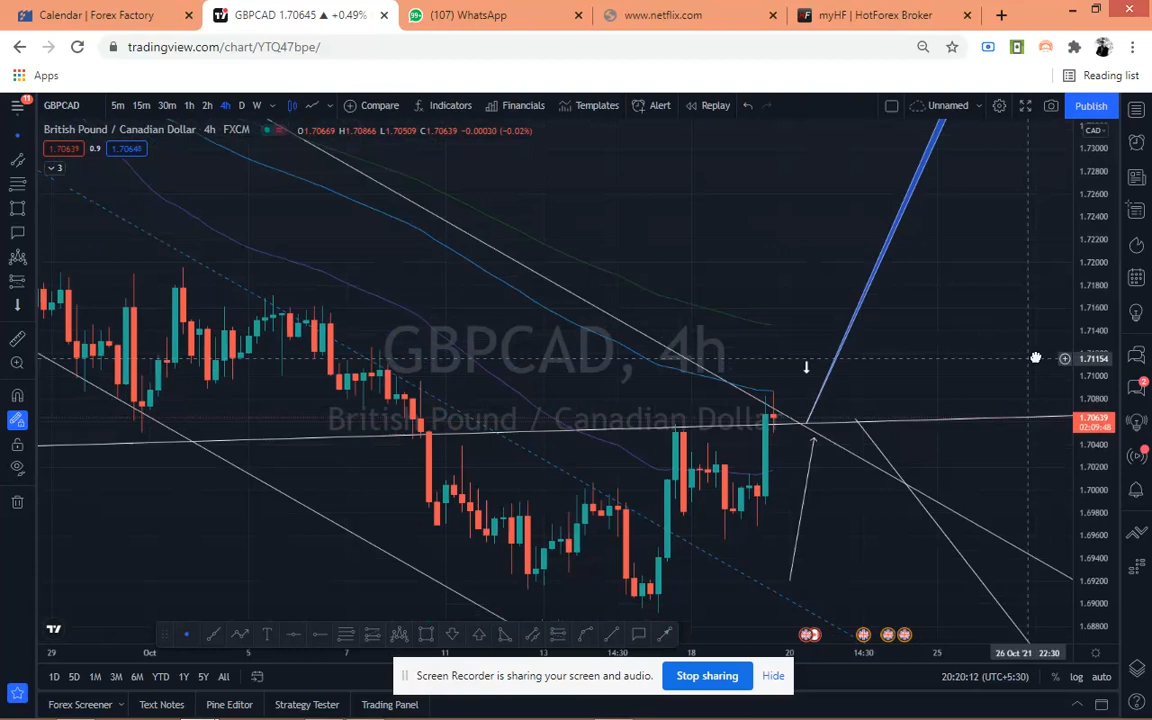 Calendar | Forex Factory
GBPCAD 1.70645 ▲ +0.49%
(107) WhatsApp
www.netflix.com
myHF | HotForex Broker
tradingview.com/chart/YTQ47bpe/
Apps
Reading list
11
GBPCAD
5m 15m 30m 1h 2h 4h D W
Compare
Indicators
Financials
Templates
Alert
Replay
Unnamed
Publish
British Pound / Canadian Dollar 4h FXCM
O1.70669 H1.70866 L1.70509 C1.70639 -0.00030 (-0.02%)
CAD
1.70639 0.9 1.70648
3
1.73000
1.72800
1.72600
1.72400
1.72200
1.72000
1.71800
1.71600
1.71400
1.71154
1.71000
1.70800
1.70639
02:09:48
1.70400
1.70200
1.70000
1.69800
1.69600
1.69400
1.69200
1.69000
1.68800
GBPCAD, 4h
British Pound / Canadian Dollar
2
29 Oct 5 7 11 13 18 20 14:30 25 26 Oct '21 22:30
1D 5D 1M 3M 6M YTD 1Y 5Y All
20:20:12 (UTC+5:30) % log auto
Screen Recorder is sharing your screen and audio. Stop sharing Hide
Forex Screener Text Notes Pine Editor Strategy Tester Trading Panel